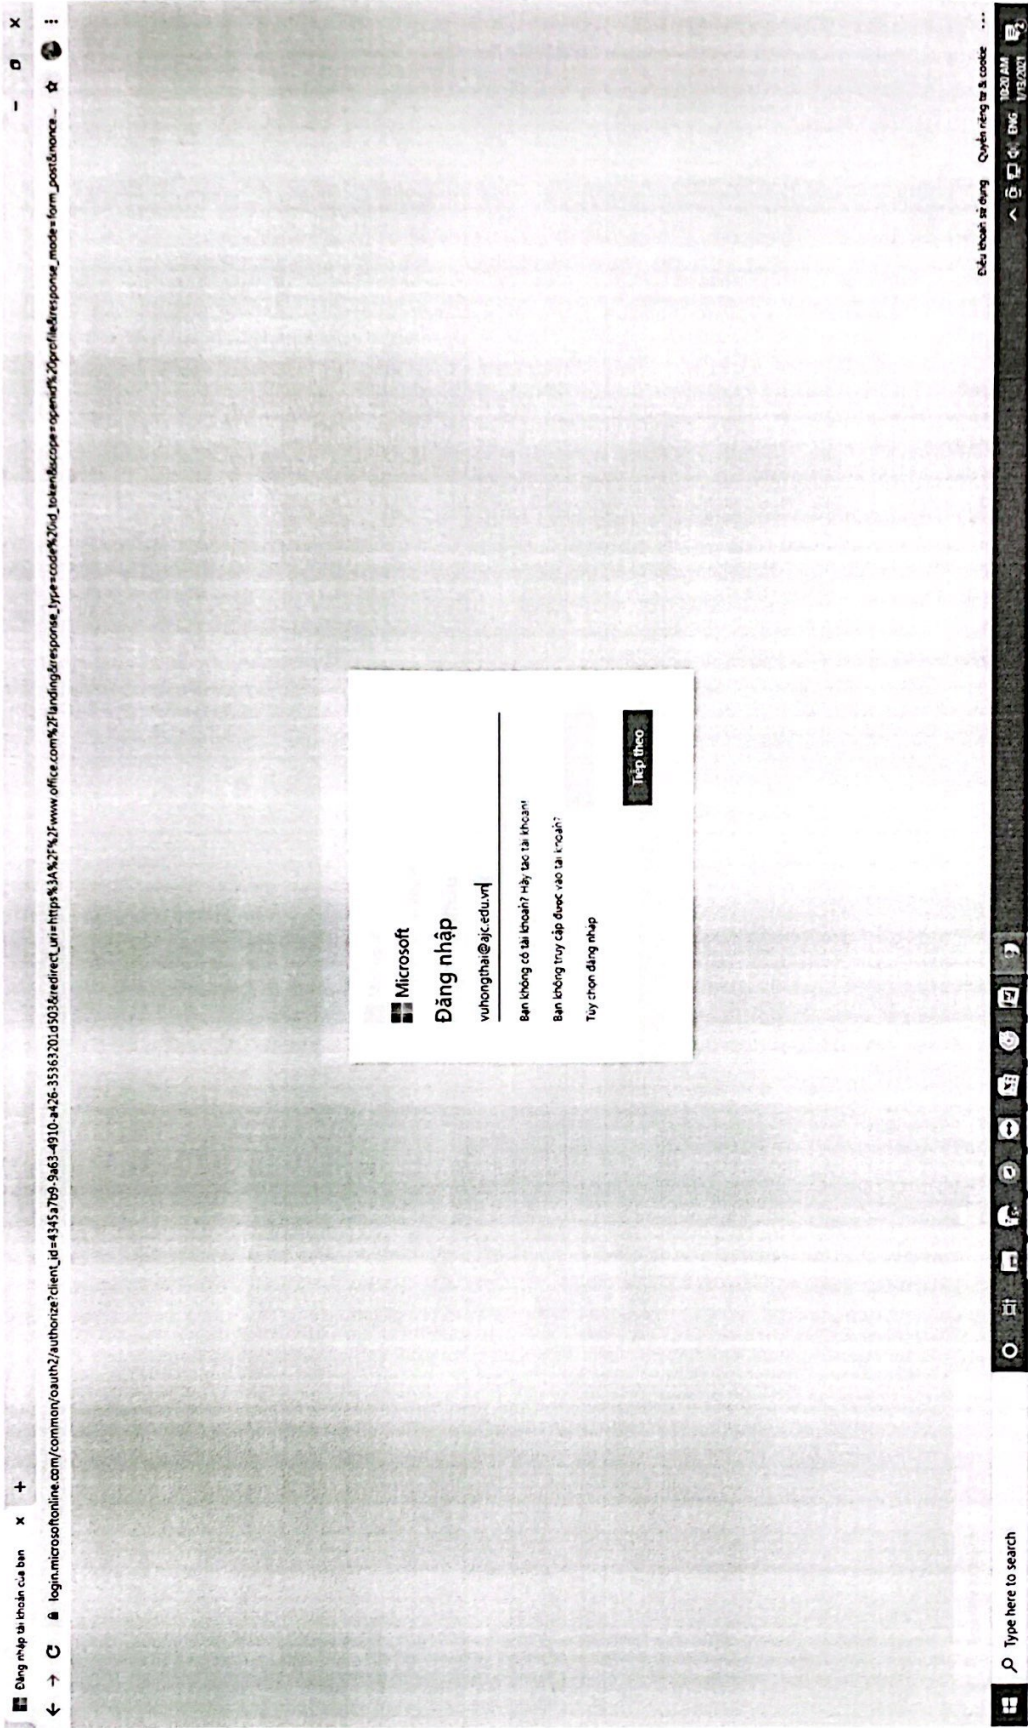 Đăng nhập tài khoản của bạn
login.microsoftonline.com/common/oauth2/authorize?client_id=4345a7b9-9a63-4910-a426-35363201d503&redirect_uri=https%3A%2F%2Fwww.office.com%2Flanding&response_type=code%20id_token&scope=openid%20profile&response_mode=form_post&nonce...
Microsoft
Đăng nhập
vuhongthai@ajc.edu.vn
Bạn không có tài khoản? Hãy tạo tài khoản!
Bạn không truy cập được vào tài khoản?
Tùy chọn đăng nhập
Tiếp theo
Điều khoản sử dụng Quyền riêng tư & cookie ...
Type here to search
ENG
10:20 AM
1/13/2021